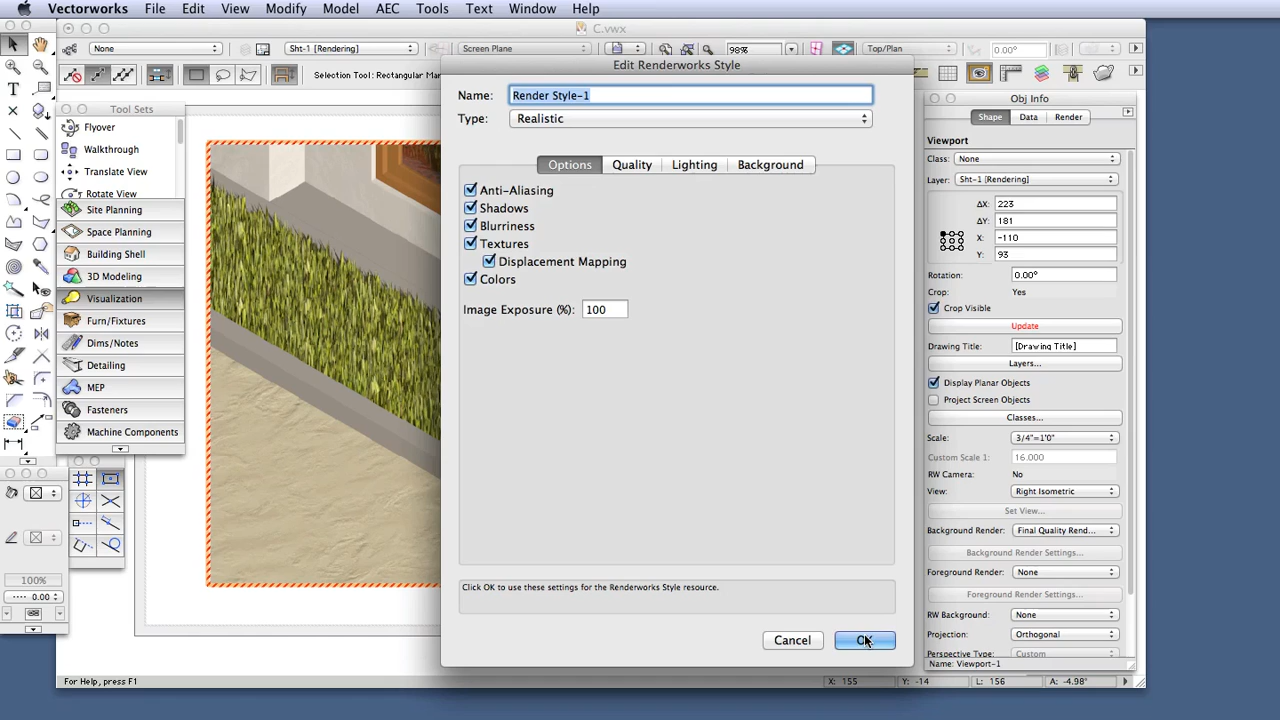 Vectorworks File Edit View Modify Model AEC Tools Text Window Help
C.vwx
None Sht-1 [Rendering] Screen Plane 98% Top/Plan 0.00°
Selection Tool: Rectangular Mar
Tool Sets
Flyover
Walkthrough
Translate View
Rotate View
Site Planning
Space Planning
Building Shell
3D Modeling
Visualization
Furn/Fixtures
Dims/Notes
Detailing
MEP
Fasteners
Machine Components
100%
0.00
Edit Renderworks Style
Name: Render Style-1
Type: Realistic
Options Quality Lighting Background
Anti-Aliasing
Shadows
Blurriness
Textures
Displacement Mapping
Colors
Image Exposure (%): 100
Click OK to use these settings for the Renderworks Style resource.
Cancel OK
Obj Info
Shape Data Render
Viewport
Class: None
Layer: Sht-1 [Rendering]
ΔX: 223
ΔY: 181
X: -110
Y: 93
Rotation: 0.00°
Crop: Yes
Crop Visible
Update
Drawing Title: [Drawing Title]
Layers...
Display Planar Objects
Project Screen Objects
Classes...
Scale: 3/4"=1'0"
Custom Scale 1: 16.000
RW Camera: No
View: Right Isometric
Set View...
Background Render: Final Quality Rend...
Background Render Settings...
Foreground Render: None
Foreground Render Settings...
RW Background: None
Projection: Orthogonal
Perspective Type: Custom
Name: Viewport-1
For Help, press F1
X: 155 Y: -14 L: 156 A: -4.98°